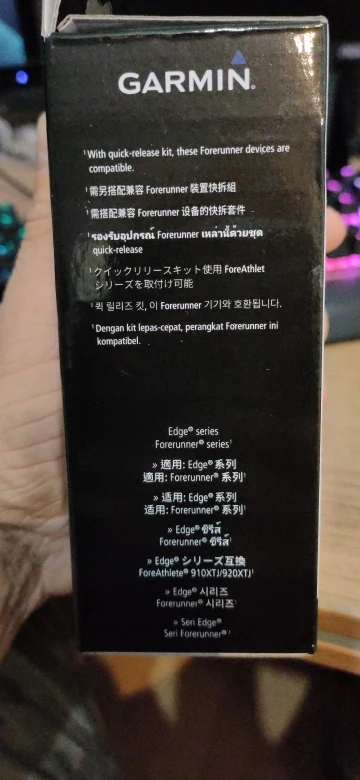 GARMIN®
¹With quick-release kit, these Forerunner devices are
compatible.
¹需另搭配兼容 Forerunner 裝置快拆組
¹需搭配兼容 Forerunner 设备的快拆套件
¹รองรับอุปกรณ์ Forerunner เหล่านี้ด้วยชุด
quick-release
¹クイックリリースキット使用 ForeAthlet
シリーズを取付け可能
¹퀵 릴리즈 킷, 이 Forerunner 기기와 호환됩니다.
¹Dengan kit lepas-cepat, perangkat Forerunner ini
kompatibel.
Edge® series
Forerunner® series¹
» 適用: Edge® 系列
適用: Forerunner® 系列¹
» 适用: Edge® 系列
适用: Forerunner® 系列¹
» Edge® ซีรีส์
Forerunner® ซีรีส์¹
» Edge® シリーズ互換
ForeAthlete® 910XTJ/920XTJ¹
» Edge® 시리즈
Forerunner® 시리즈¹
» Seri Edge®
Seri Forerunner® ¹